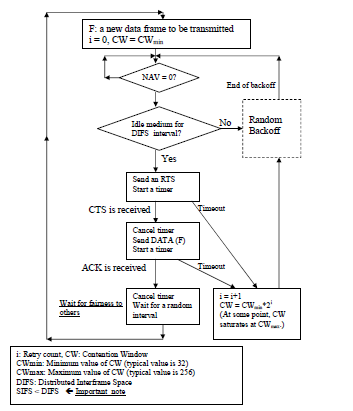 F: a new data frame to be transmitted
i = 0, CW = CWmin
NAV = 0?
End of backoff
Idle medium for
DIFS interval?
No
Random
Backoff
Yes
Send an RTS
Start a timer
CTS is received
Timeout
Cancel timer
Send DATA (F)
Start a timer
ACK is received
Timeout
Wait for fairness to
others
Cancel timer
Wait for a random
interval
i = i+1
CW = CWmin*2^i
(At some point, CW
saturates at CWmax.)
i: Retry count, CW: Contention Window
CWmin: Minimum value of CW (typical value is 32)
CWmax: Maximum value of CW (typical value is 256)
DIFS: Distributed Interframe Space
SIFS < DIFS ← Important note